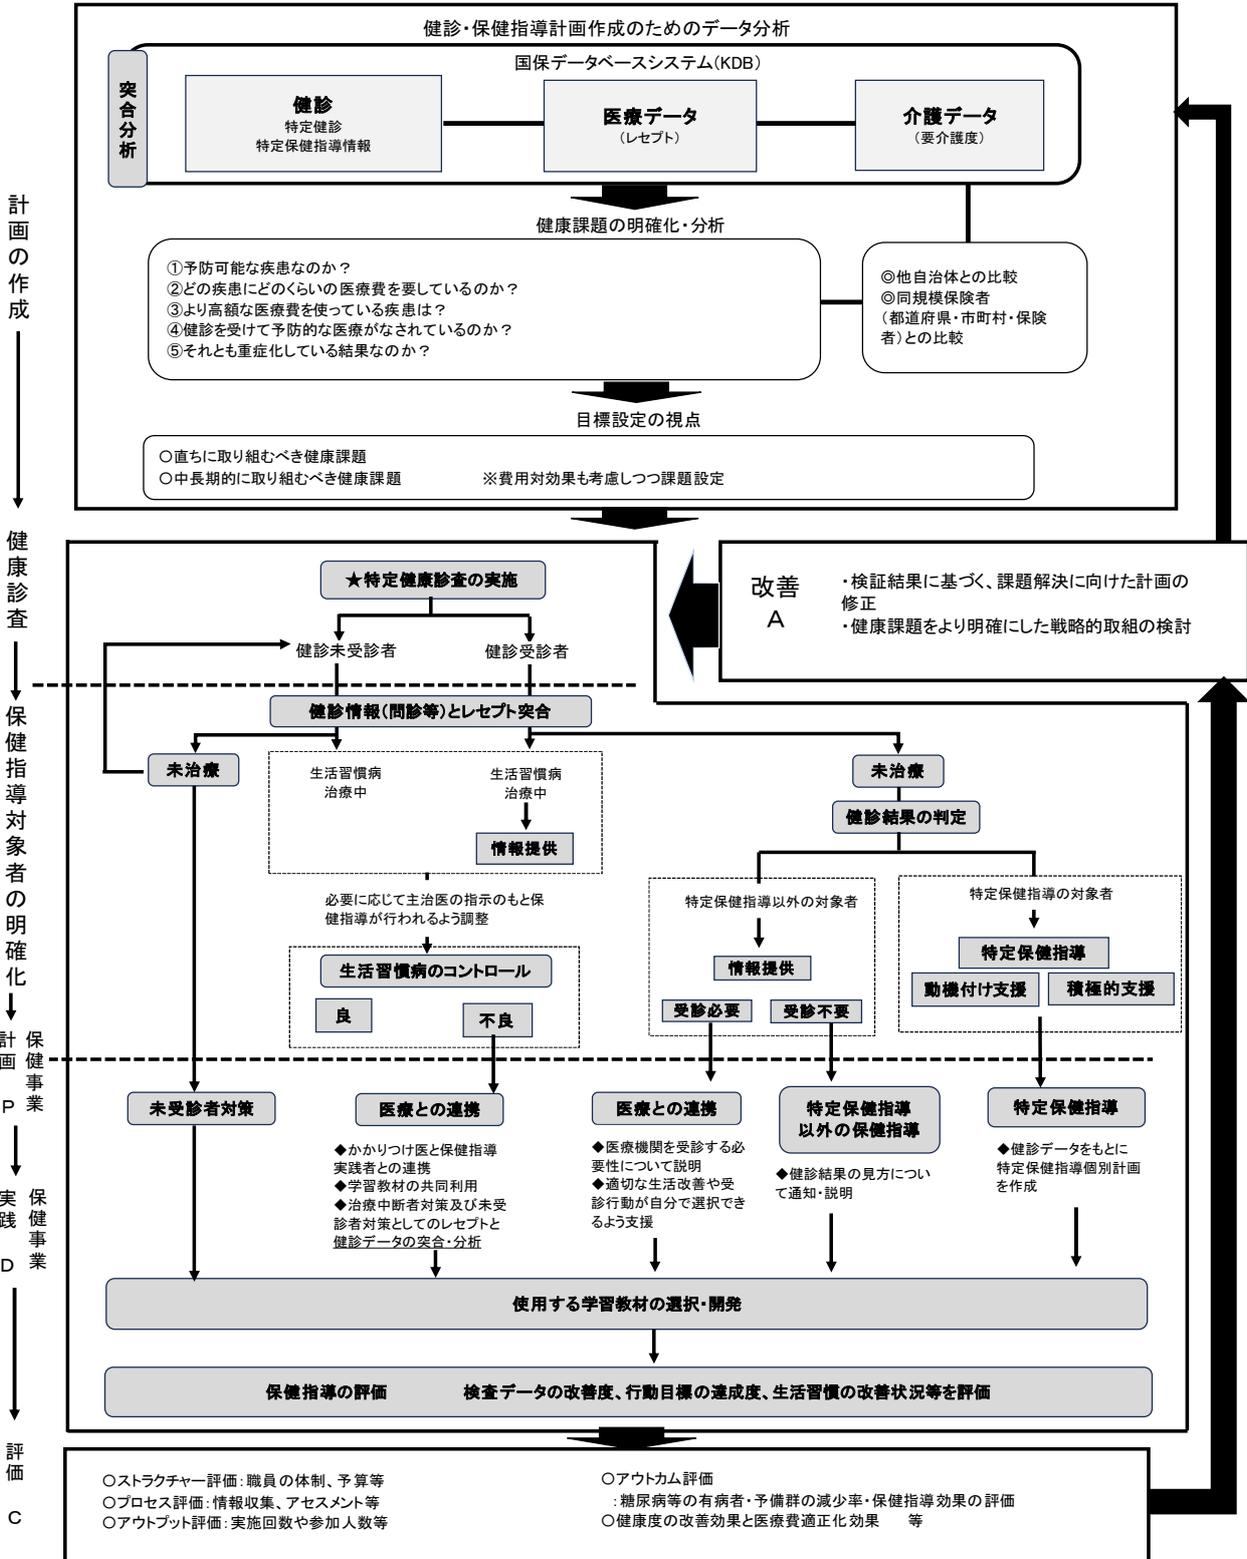 健診・保健指導計画作成のためのデータ分析
国保データベースシステム(KDB)
突合分析
健診
特定健診
特定保健指導情報
医療データ
(レセプト)
介護データ
(要介護度)
計画の作成
健康課題の明確化・分析
①予防可能な疾患なのか?
②どの疾患にどのくらいの医療費を要しているのか?
③より高額な医療費を使っている疾患は?
④健診を受けて予防的な医療がなされているのか?
⑤それとも重症化している結果なのか?
◎他自治体との比較
◎同規模保険者
(都道府県・市町村・保険
者)との比較
目標設定の視点
○直ちに取り組むべき健康課題
○中長期的に取り組むべき健康課題 ※費用対効果も考慮しつつ課題設定
健康診査
★特定健康診査の実施
健診未受診者
健診受診者
改善
A
・検証結果に基づく、課題解決に向けた計画の
修正
・健康課題をより明確にした戦略的取組の検討
保健指導対象者の明確化
健診情報(問診等)とレセプト突合
未治療
生活習慣病
治療中
生活習慣病
治療中
情報提供
未治療
健診結果の判定
必要に応じて主治医の指示のもと保
健指導が行われるよう調整
生活習慣病のコントロール
良
不良
特定保健指導以外の対象者
情報提供
受診必要
受診不要
特定保健指導の対象者
特定保健指導
動機付け支援
積極的支援
保健事業
計画 P
未受診者対策
医療との連携
◆かかりつけ医と保健指導
実践者との連携
◆学習教材の共同利用
◆治療中断者対策及び未受
診者対策としてのレセプトと
健診データの突合・分析
医療との連携
◆医療機関を受診する必
要性について説明
◆適切な生活改善や受
診行動が自分で選択でき
るよう支援
特定保健指導
以外の保健指導
◆健診結果の見方につい
て通知・説明
特定保健指導
◆健診データをもとに
特定保健指導個別計画
を作成
保健事業
実践 D
使用する学習教材の選択・開発
保健指導の評価 検査データの改善度、行動目標の達成度、生活習慣の改善状況等を評価
評価 C
○ストラクチャー評価:職員の体制、予算等
○プロセス評価:情報収集、アセスメント等
○アウトプット評価:実施回数や参加人数等
○アウトカム評価
:糖尿病等の有病者・予備群の減少率・保健指導効果の評価
○健康度の改善効果と医療費適正化効果 等